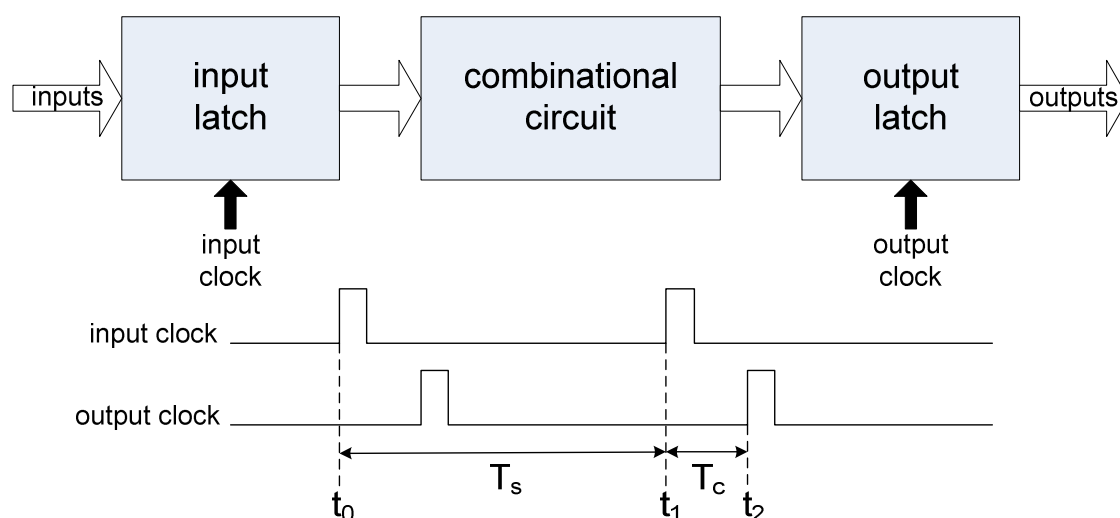 inputs
input
latch
combinational
circuit
output
latch
outputs
input
clock
output
clock
input clock
output clock
Ts
Tc
t0
t1
t2